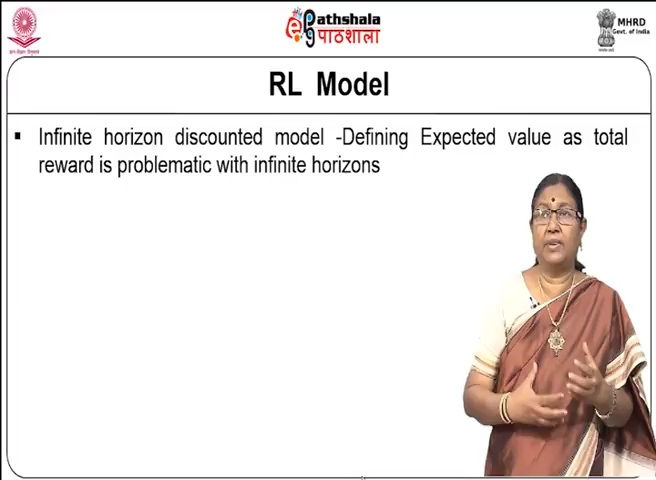 Pathshala
पाठशाला
MHRD
Govt. of India
RL Model
▪ Infinite horizon discounted model -Defining Expected value as total
reward is problematic with infinite horizons